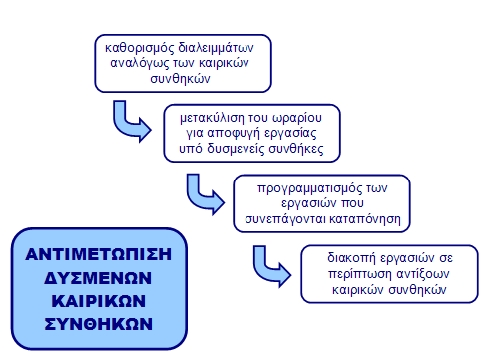 καθορισμός διαλειμμάτων
αναλόγως των καιρικών
συνθηκών
μετακύλιση του ωραρίου
για αποφυγή εργασίας
υπό δυσμενείς συνθήκες
προγραμματισμός των
εργασιών που
συνεπάγονται καταπόνηση
διακοπή εργασιών σε
περίπτωση αντίξοων
καιρικών συνθηκών
ΑΝΤΙΜΕΤΩΠΙΣΗ
ΔΥΣΜΕΝΩΝ
ΚΑΙΡΙΚΩΝ
ΣΥΝΘΗΚΩΝ